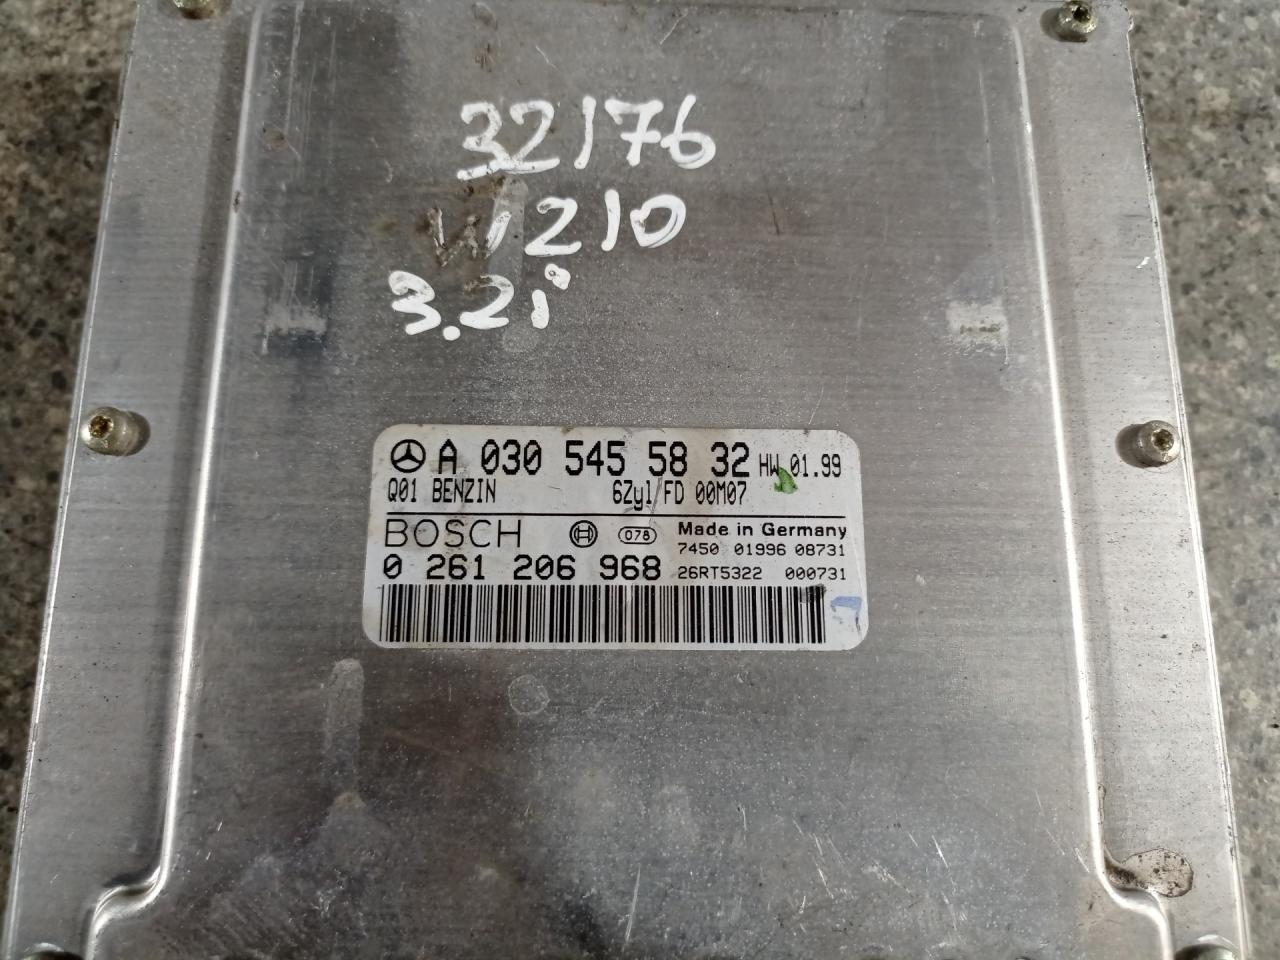 32176
W210
3.2i
A 030 545 58 32 HW 01.99
Q01 BENZIN 6Zyl FD 00M07
BOSCH 078 Made in Germany
7450 01996 08731
0 261 206 968 26RT5322 000731